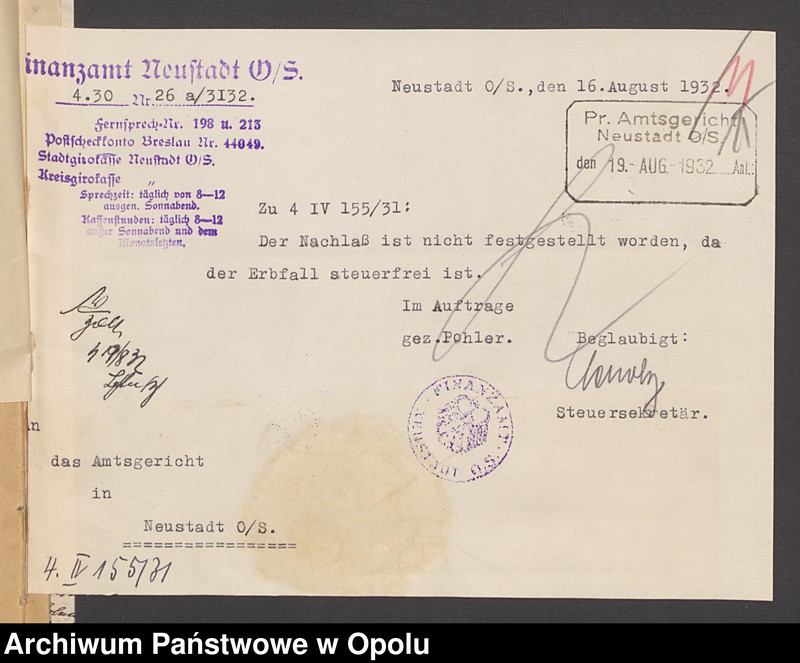 inanzamt Neustadt O/S.
4.30 Nr. 26 a/3132.
Fernsprech-Nr. 198 u. 213
Postscheckkonto Breslau Nr. 44049.
Stadtgirokasse Neustadt O/S.
Kreisgirokasse "
Sprechzeit: täglich von 8—12
ausgen. Sonnabend.
Kassenstunden: täglich 8—12
außer Sonnabend und dem
Monatsletzten.
Neustadt O/S.,den 16.August 1932.
Pr. Amtsgericht
Neustadt O/S.
den 19.-AUG.-1932 Anl.:
Zu 4 IV 155/31:
Der Nachlaß ist nicht festgestellt worden, da
der Erbfall steuerfrei ist.
Im Auftrage
gez.Pohler. Beglaubigt:
Steuersekretär.
FINANZAMT NEUSTADT O.S.
n
das Amtsgericht
in
Neustadt O/S.
4. IV 155/31
Archiwum Państwowe w Opolu